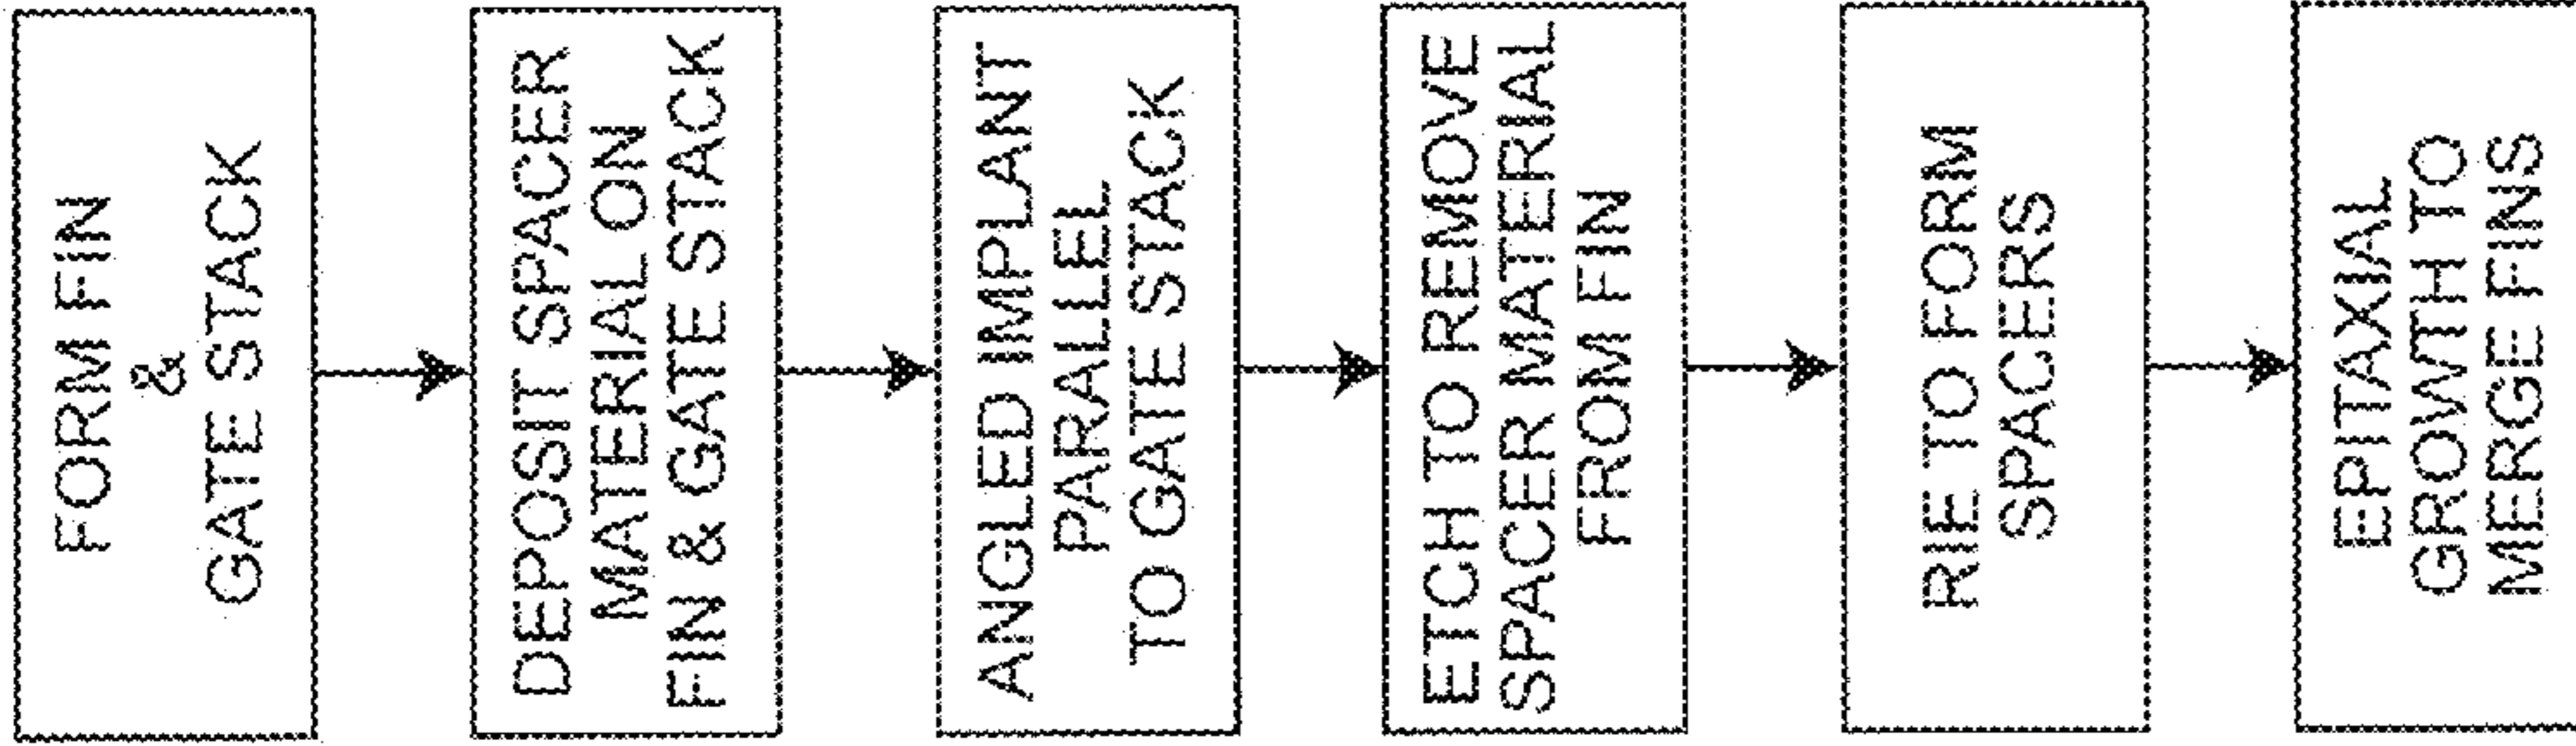 FORM FIN
&
GATE STACK
DEPOSIT SPACER
MATERIAL ON
FIN & GATE STACK
ANGLED IMPLANT
PARALLEL
TO GATE STACK
ETCH TO REMOVE
SPACER MATERIAL
FROM FIN
RIE TO FORM
SPACERS
EPITAXIAL
GROWTH TO
MERGE FINS